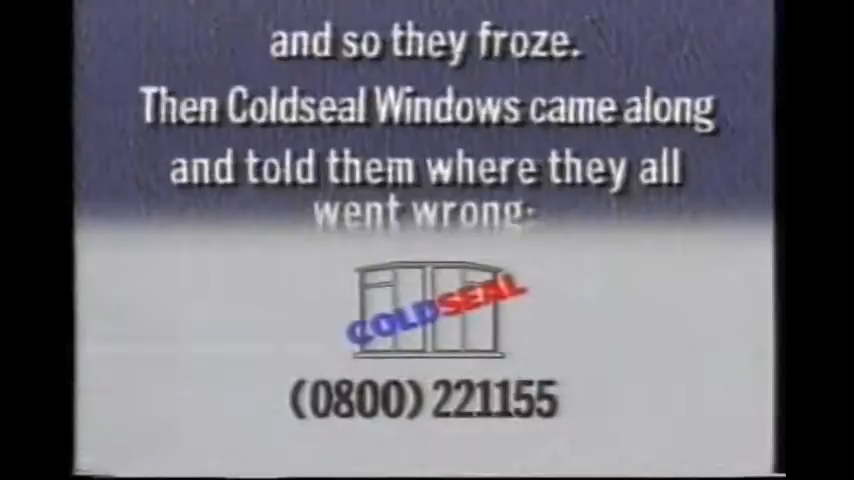 and so they froze.
Then Coldseal Windows came along
and told them where they all
went wrong:
COLDSEAL
(0800) 221155